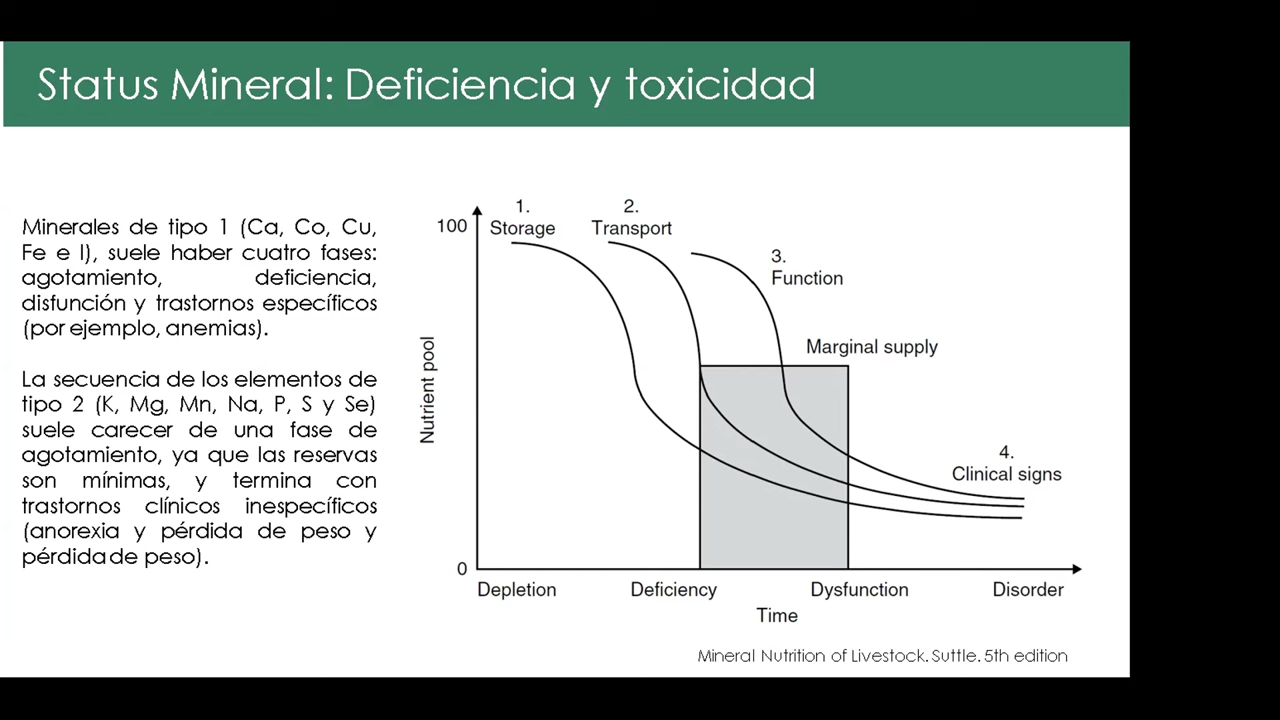 Status Mineral: Deficiencia y toxicidad
Minerales de tipo 1 (Ca, Co, Cu,
Fe e I), suele haber cuatro fases:
agotamiento, deficiencia,
disfunción y trastornos específicos
(por ejemplo, anemias).
La secuencia de los elementos de
tipo 2 (K, Mg, Mn, Na, P, S y Se)
suele carecer de una fase de
agotamiento, ya que las reservas
son mínimas, y termina con
trastornos clínicos inespecíficos
(anorexia y pérdida de peso y
pérdida de peso).
1.
Storage
2.
Transport
3.
Function
Marginal supply
4.
Clinical signs
100
Nutrient pool
0
Depletion
Deficiency
Dysfunction
Disorder
Time
Mineral Nutrition of Livestock. Suttle. 5th edition